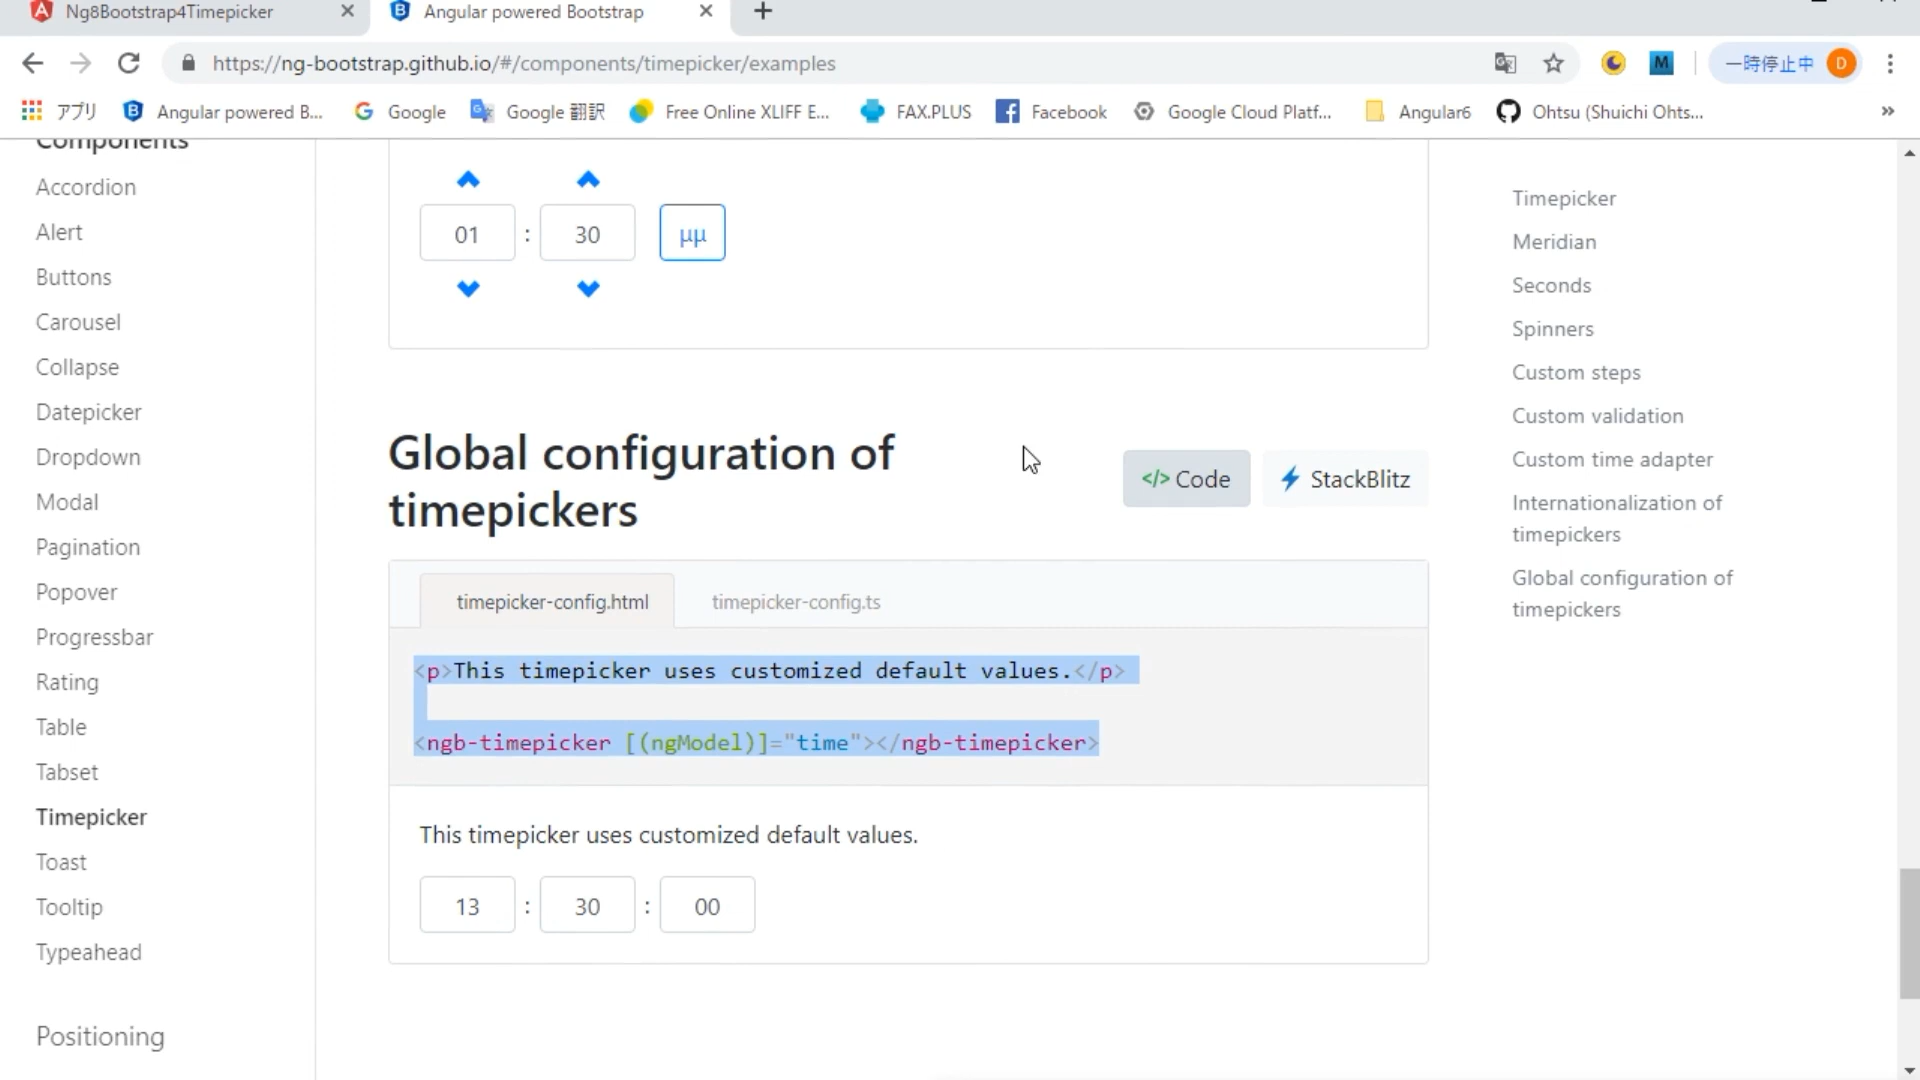 Ng8Bootstrap4Timepicker
Angular powered Bootstrap
https://ng-bootstrap.github.io/#/components/timepicker/examples
M
一時停止中 D
アプリ
Angular powered B...
Google
Google 翻訳
Free Online XLIFF E...
FAX.PLUS
Facebook
Google Cloud Platf...
Angular6
Ohtsu (Shuichi Ohts...
»
Components
Accordion
Alert
Buttons
Carousel
Collapse
Datepicker
Dropdown
Modal
Pagination
Popover
Progressbar
Rating
Table
Tabset
Timepicker
Toast
Tooltip
Typeahead
Positioning
01 : 30 μμ
Global configuration of
timepickers
</> Code
StackBlitz
timepicker-config.html
timepicker-config.ts
<p>This timepicker uses customized default values.</p>
<ngb-timepicker [(ngModel)]="time"></ngb-timepicker>
This timepicker uses customized default values.
13 : 30 : 00
Timepicker
Meridian
Seconds
Spinners
Custom steps
Custom validation
Custom time adapter
Internationalization of
timepickers
Global configuration of
timepickers